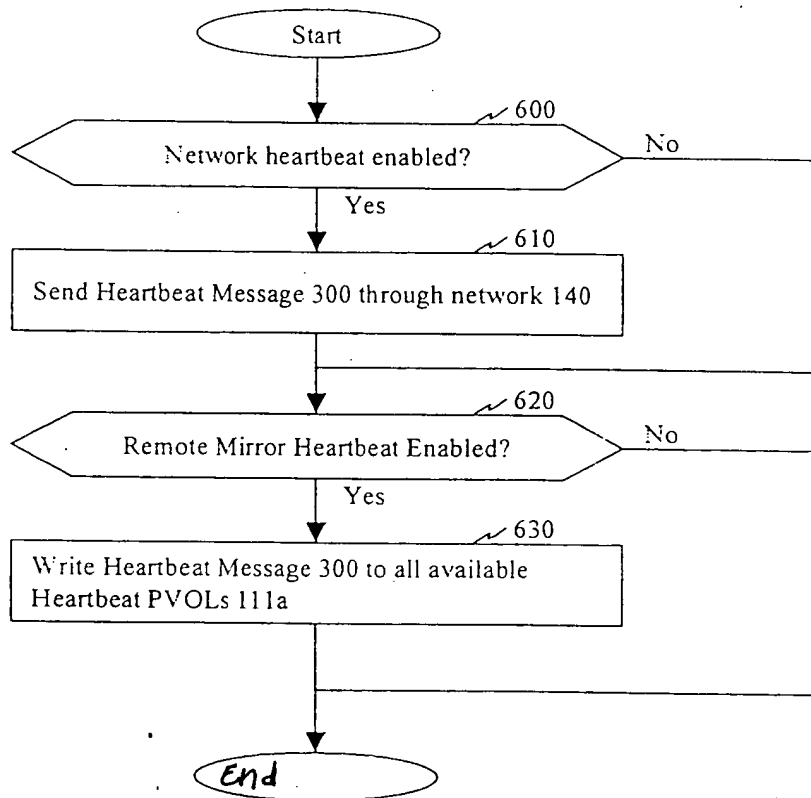 Start
600
Network heartbeat enabled?
No
Yes
610
Send Heartbeat Message 300 through network 140
620
Remote Mirror Heartbeat Enabled?
No
Yes
630
Write Heartbeat Message 300 to all available
Heartbeat PVOLs 111a
End